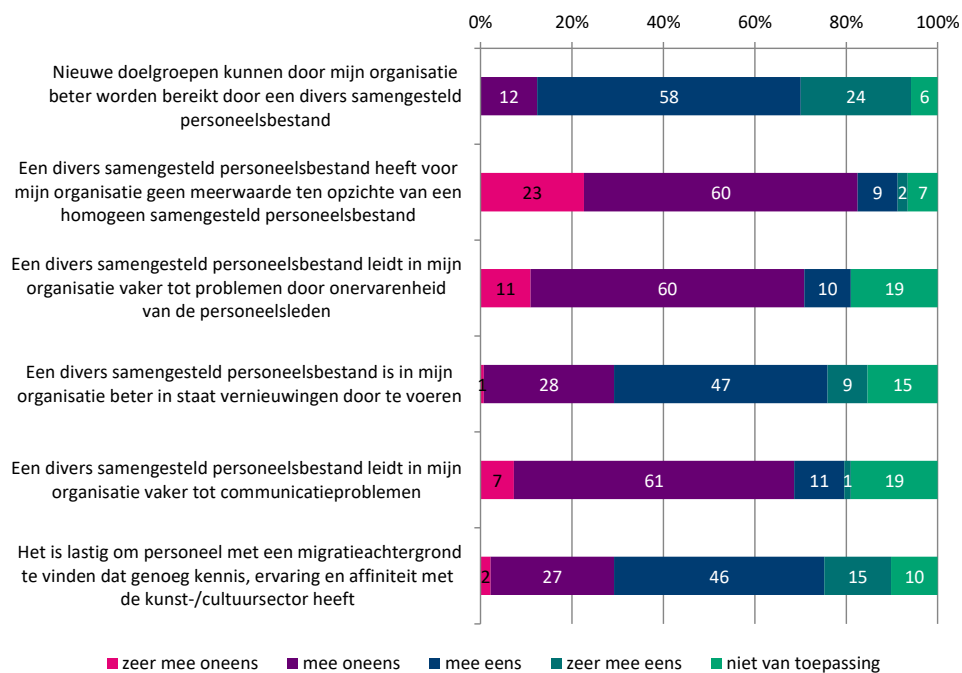 0% 20% 40% 60% 80% 100%
Nieuwe doelgroepen kunnen door mijn organisatie
beter worden bereikt door een divers samengesteld
personeelsbestand
12 58 24 6
Een divers samengesteld personeelsbestand heeft voor
mijn organisatie geen meerwaarde ten opzichte van een
homogeen samengesteld personeelsbestand
23 60 9 2 7
Een divers samengesteld personeelsbestand leidt in mijn
organisatie vaker tot problemen door onervarenheid
van de personeelsleden
11 60 10 19
Een divers samengesteld personeelsbestand is in mijn
organisatie beter in staat vernieuwingen door te voeren
1 28 47 9 15
Een divers samengesteld personeelsbestand leidt in mijn
organisatie vaker tot communicatieproblemen
7 61 11 1 19
Het is lastig om personeel met een migratieachtergrond
te vinden dat genoeg kennis, ervaring en affiniteit met
de kunst-/cultuursector heeft
2 27 46 15 10
zeer mee oneens mee oneens mee eens zeer mee eens niet van toepassing